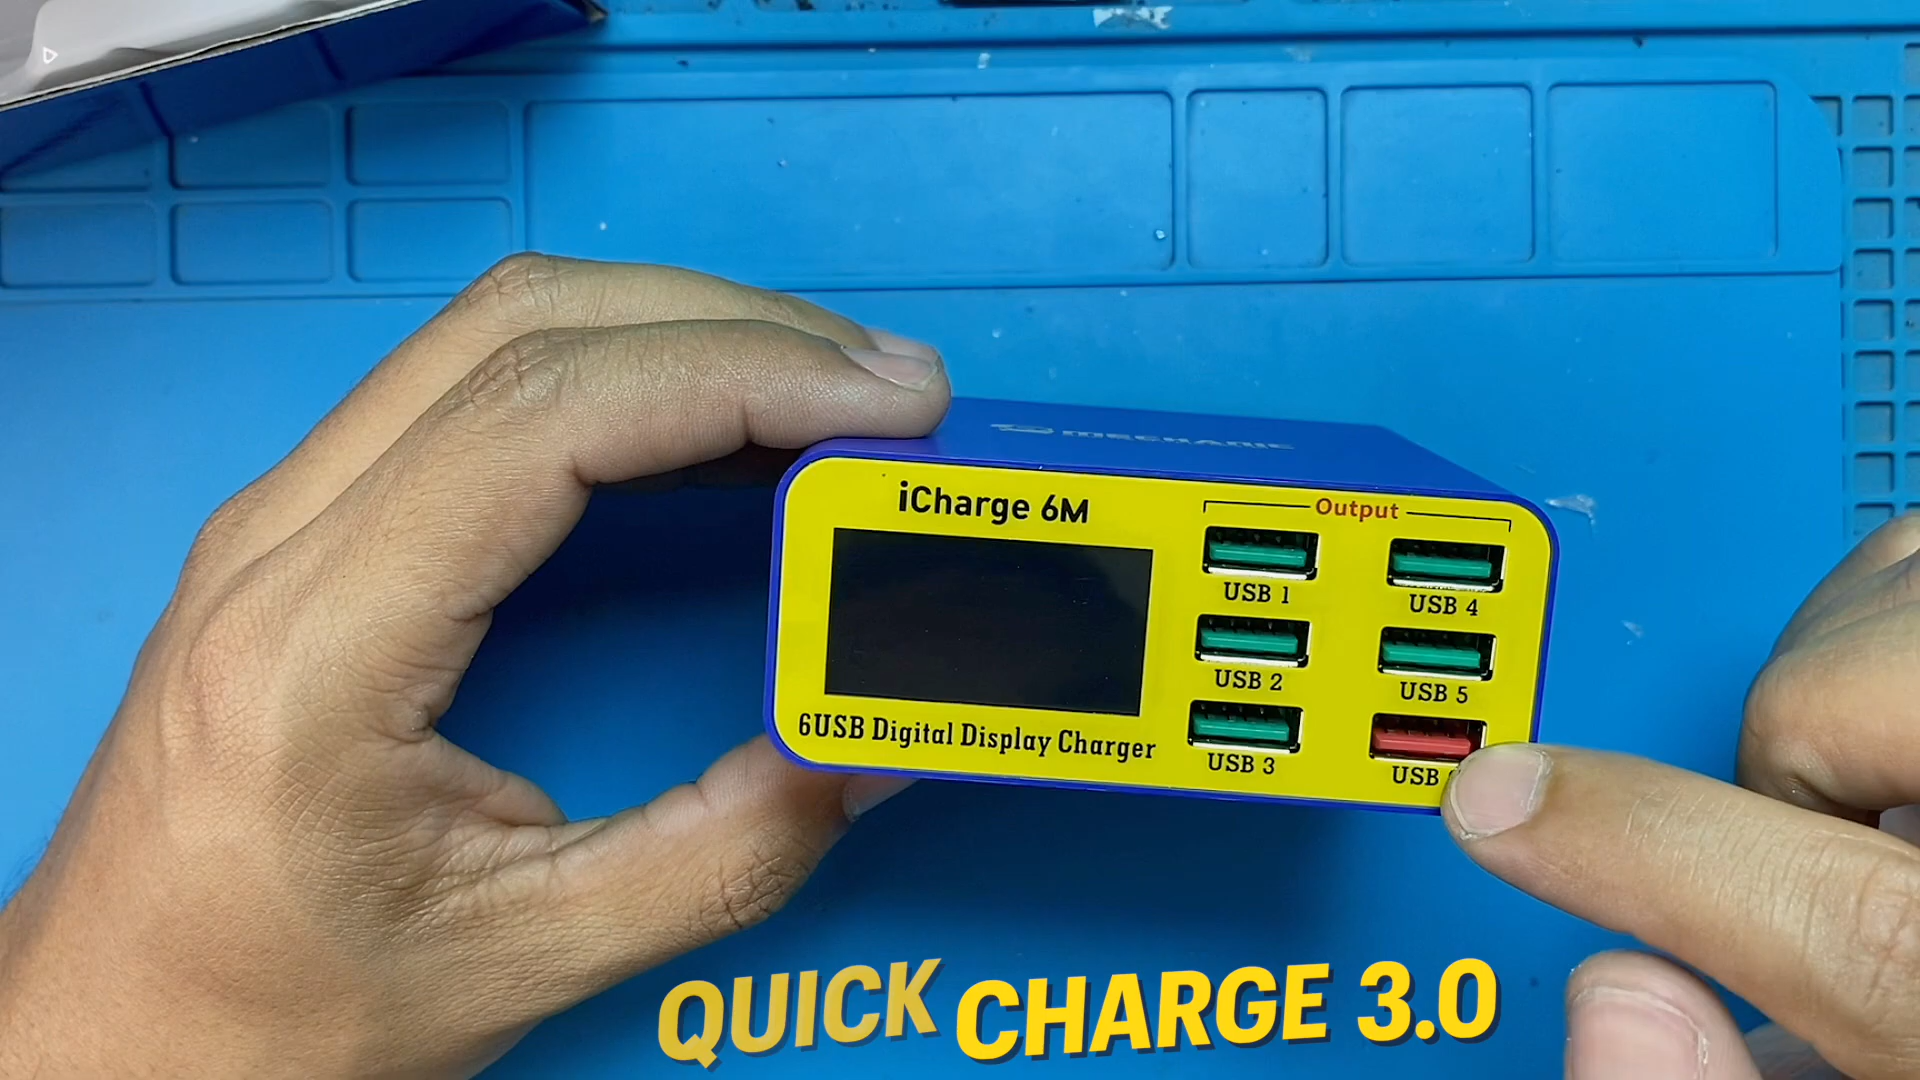 MECHANIC
iCharge 6M
Output
USB 1
USB 4
USB 2
USB 5
USB 3
USB
6USB Digital Display Charger
QUICK CHARGE 3.0